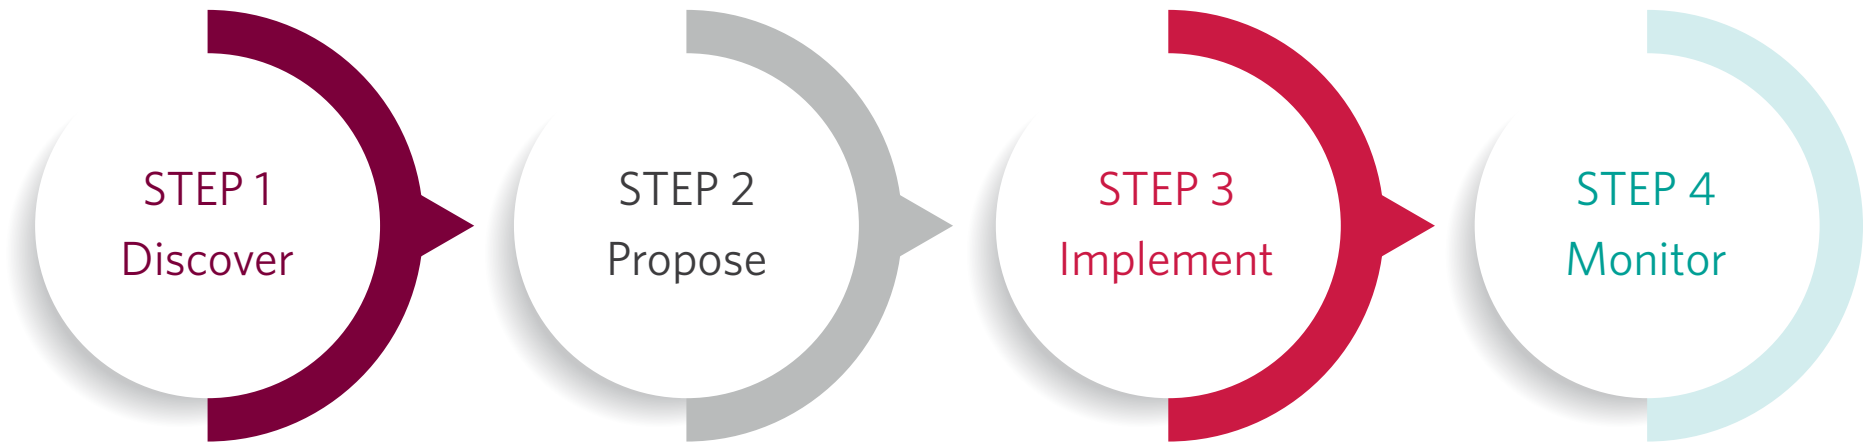 STEP 1
Discover
STEP 2
Propose
STEP 3
Implement
STEP 4
Monitor